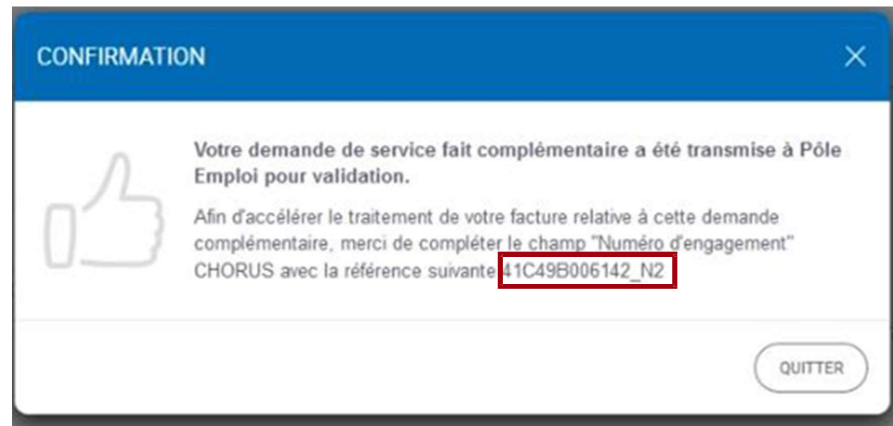 CONFIRMATION
Votre demande de service fait complémentaire a été transmise à Pôle
Emploi pour validation.
Afin d'accélérer le traitement de votre facture relative à cette demande
complémentaire, merci de compléter le champ "Numéro d'engagement"
CHORUS avec la référence suivante 41C49B006142_N2
QUITTER